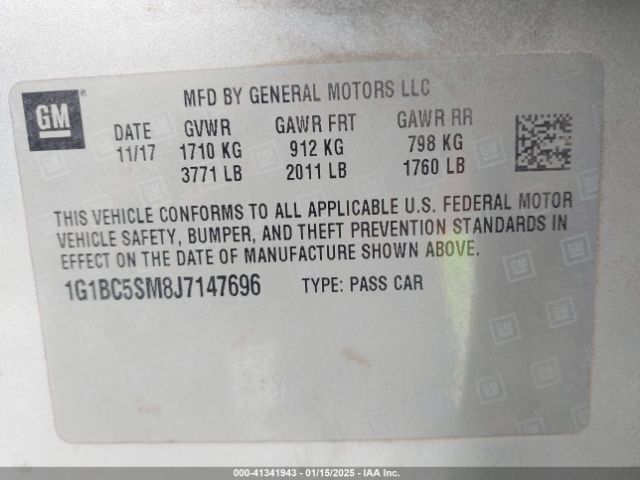 GM
MFD BY GENERAL MOTORS LLC
DATE GVWR GAWR FRT GAWR RR
11/17 1710 KG 912 KG 798 KG
3771 LB 2011 LB 1760 LB
THIS VEHICLE CONFORMS TO ALL APPLICABLE U.S. FEDERAL MOTOR
VEHICLE SAFETY, BUMPER, AND THEFT PREVENTION STANDARDS IN
EFFECT ON THE DATE OF MANUFACTURE SHOWN ABOVE.
1G1BC5SM8J7147696 TYPE: PASS CAR
000-41341943 - 01/15/2025 - IAA Inc.